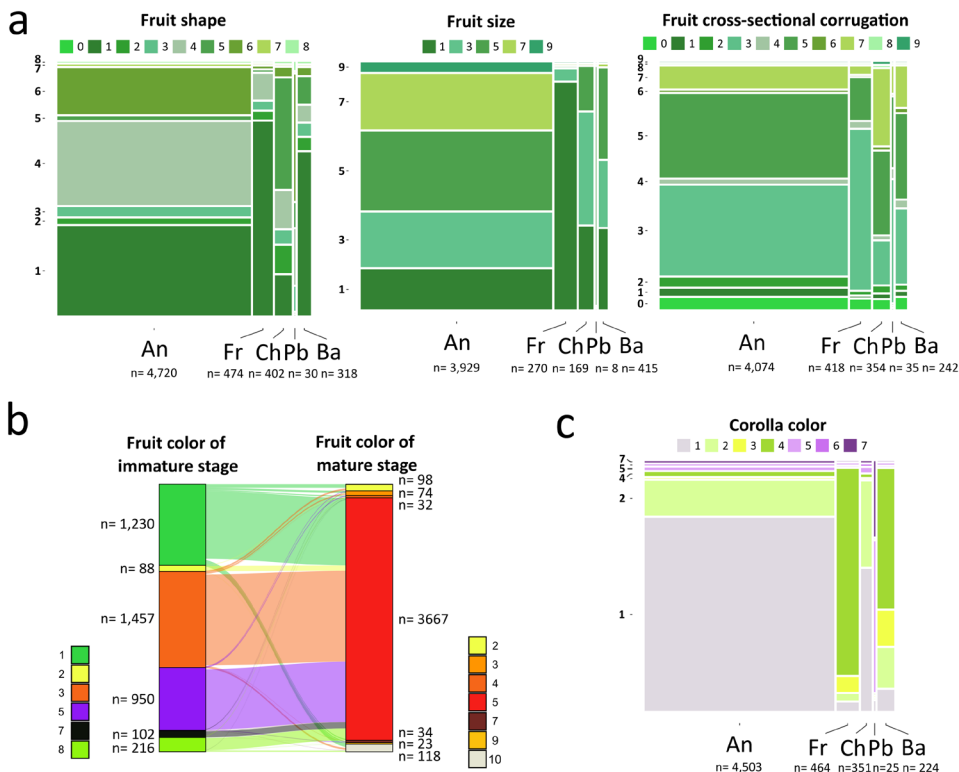 a
Fruit shape
0 1 2 3 4 5 6 7 8
8
7
6
5
4
3
2
1
An Fr Ch Pb Ba
n= 4,720 n= 474 n= 402 n= 30 n= 318
Fruit size
1 3 5 7 9
9
7
5
3
1
An Fr Ch Pb Ba
n= 3,929 n= 270 n= 169 n= 8 n= 415
Fruit cross-sectional corrugation
0 1 2 3 4 5 6 7 8 9
9
8
6
5
4
3
2
1
0
An Fr Ch Pb Ba
n= 4,074 n= 418 n= 354 n= 35 n= 242
b
Fruit color of
immature stage
Fruit color of
mature stage
n= 1,230
n= 88
n= 1,457
n= 950
n= 102
n= 216
n= 98
n= 74
n= 32
n= 3667
n= 34
n= 23
n= 118
1
2
3
5
7
8
2
3
4
5
7
9
10
c
Corolla color
1 2 3 4 5 6 7
7
5
4
2
1
An Fr Ch Pb Ba
n= 4,503 n= 464 n=351 n=25 n= 224